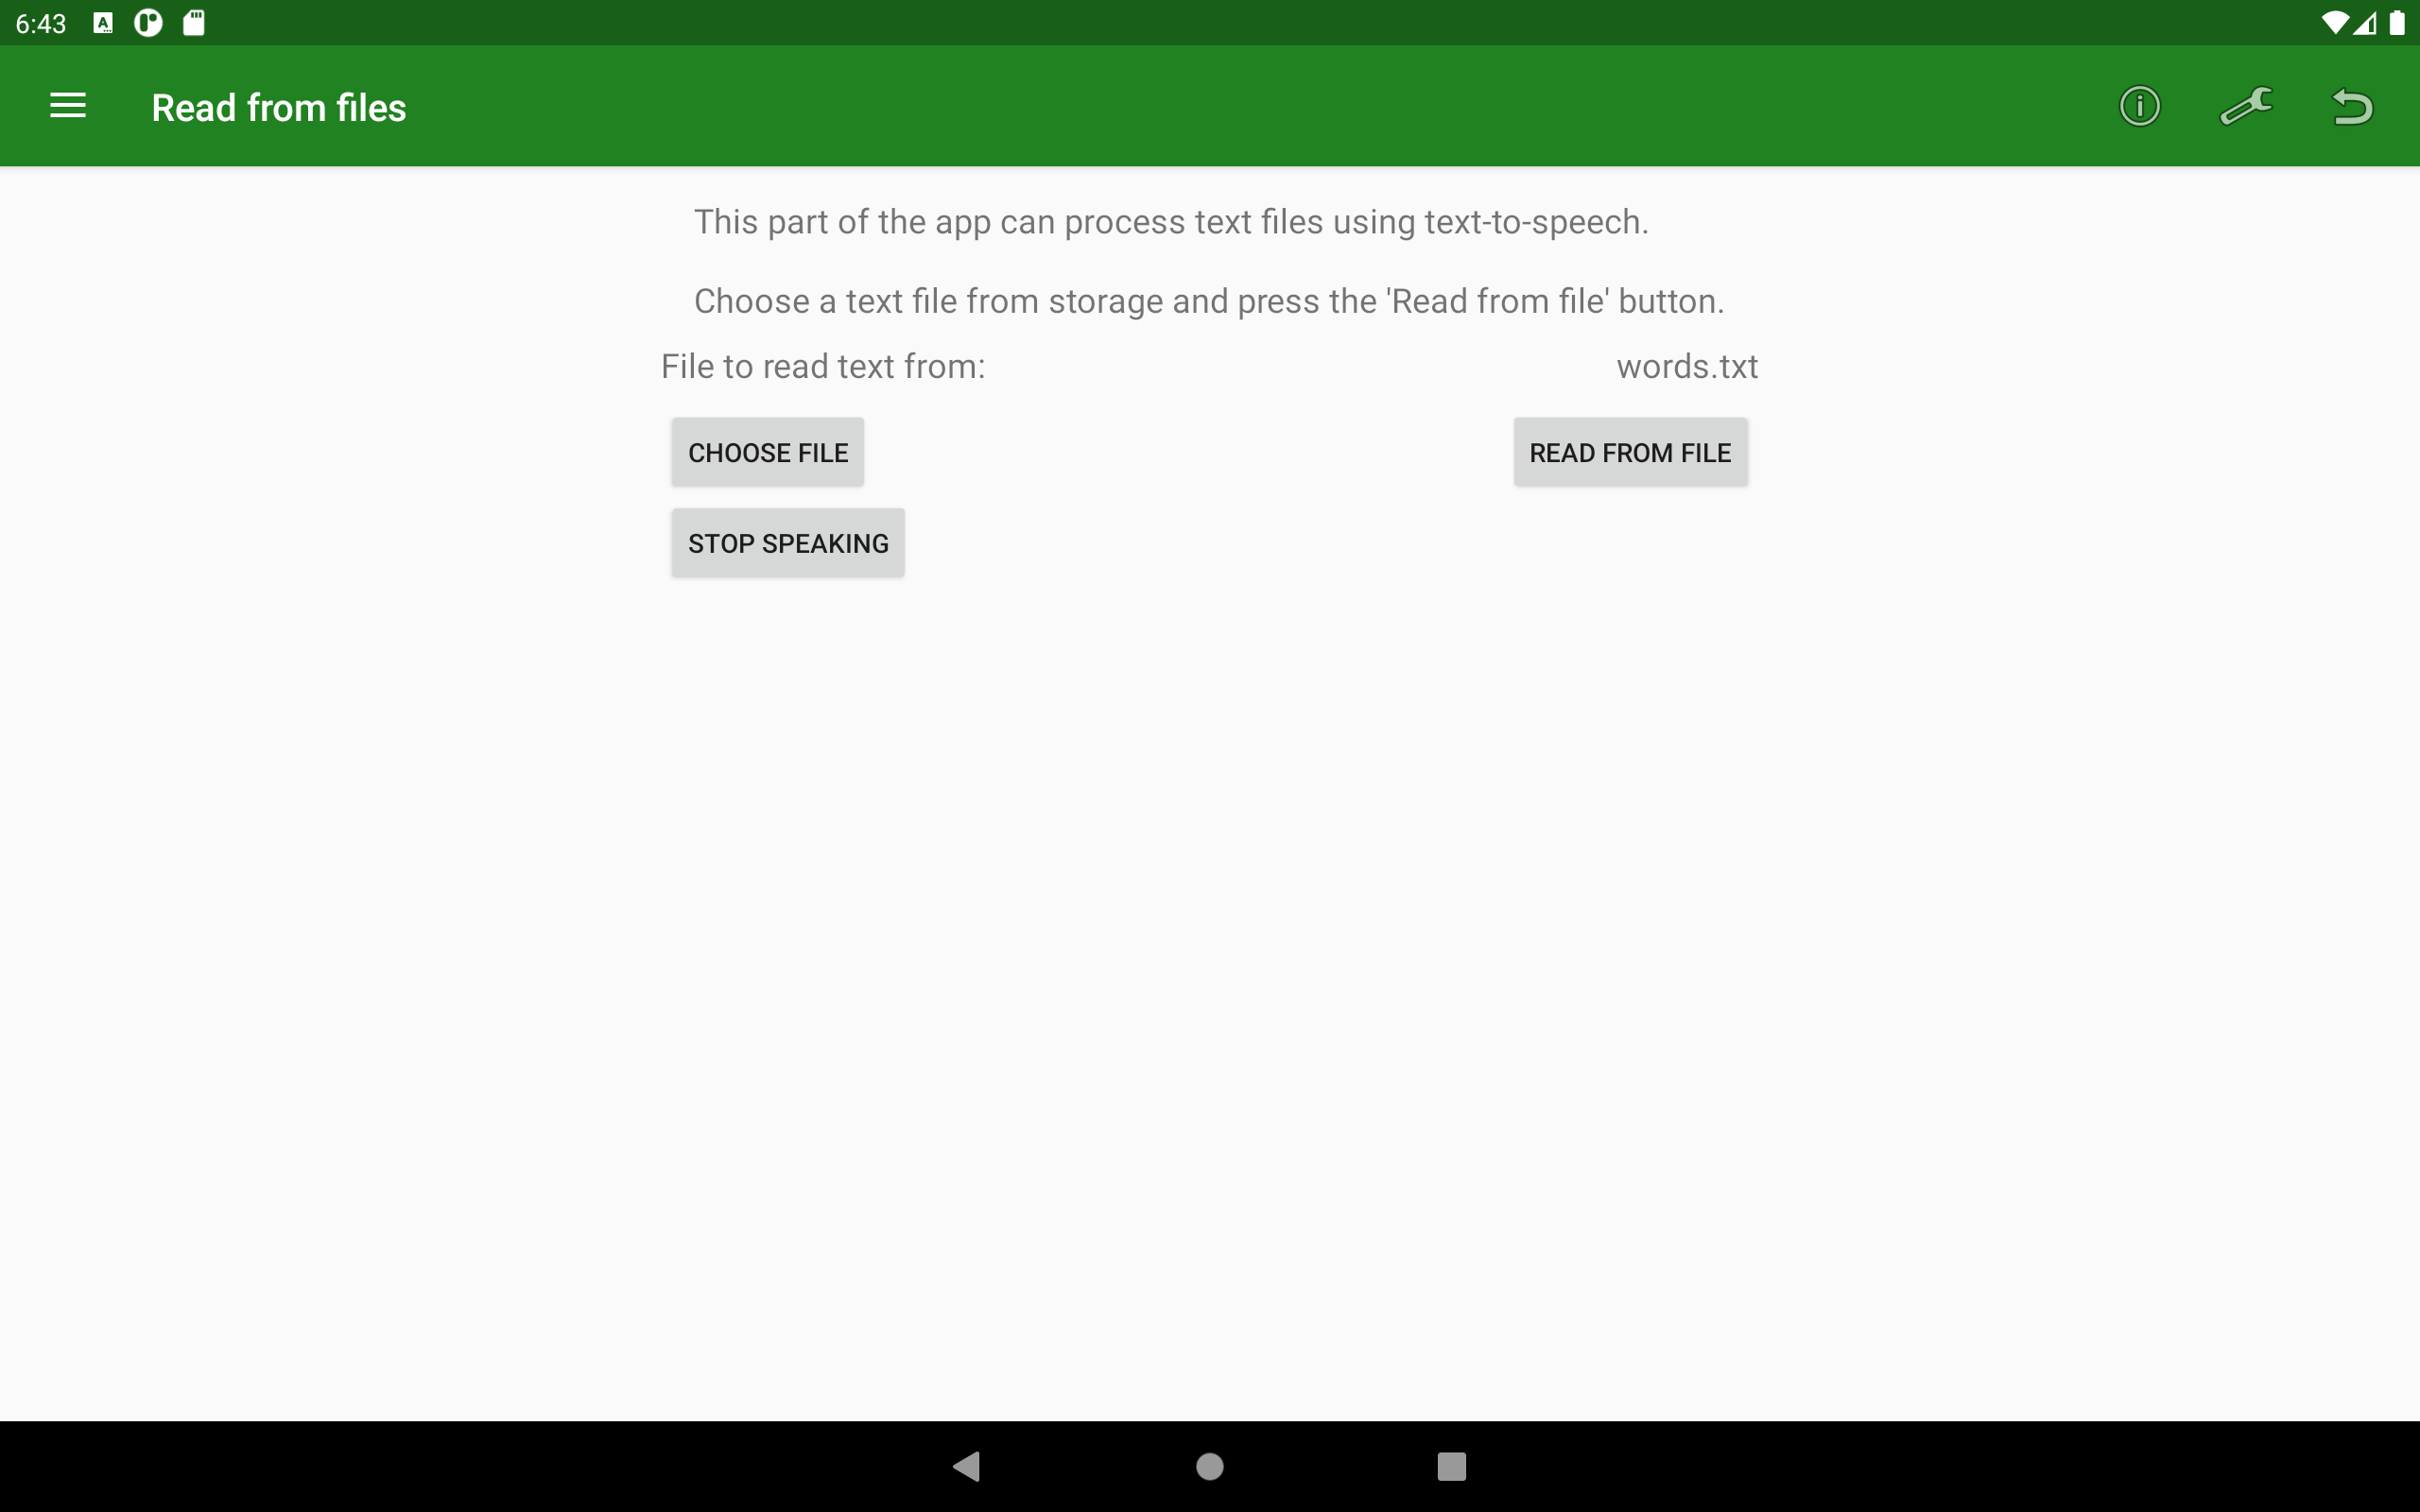 6:43
Read from files
This part of the app can process text files using text-to-speech.
Choose a text file from storage and press the 'Read from file' button.
File to read text from: words.txt
CHOOSE FILE READ FROM FILE
STOP SPEAKING